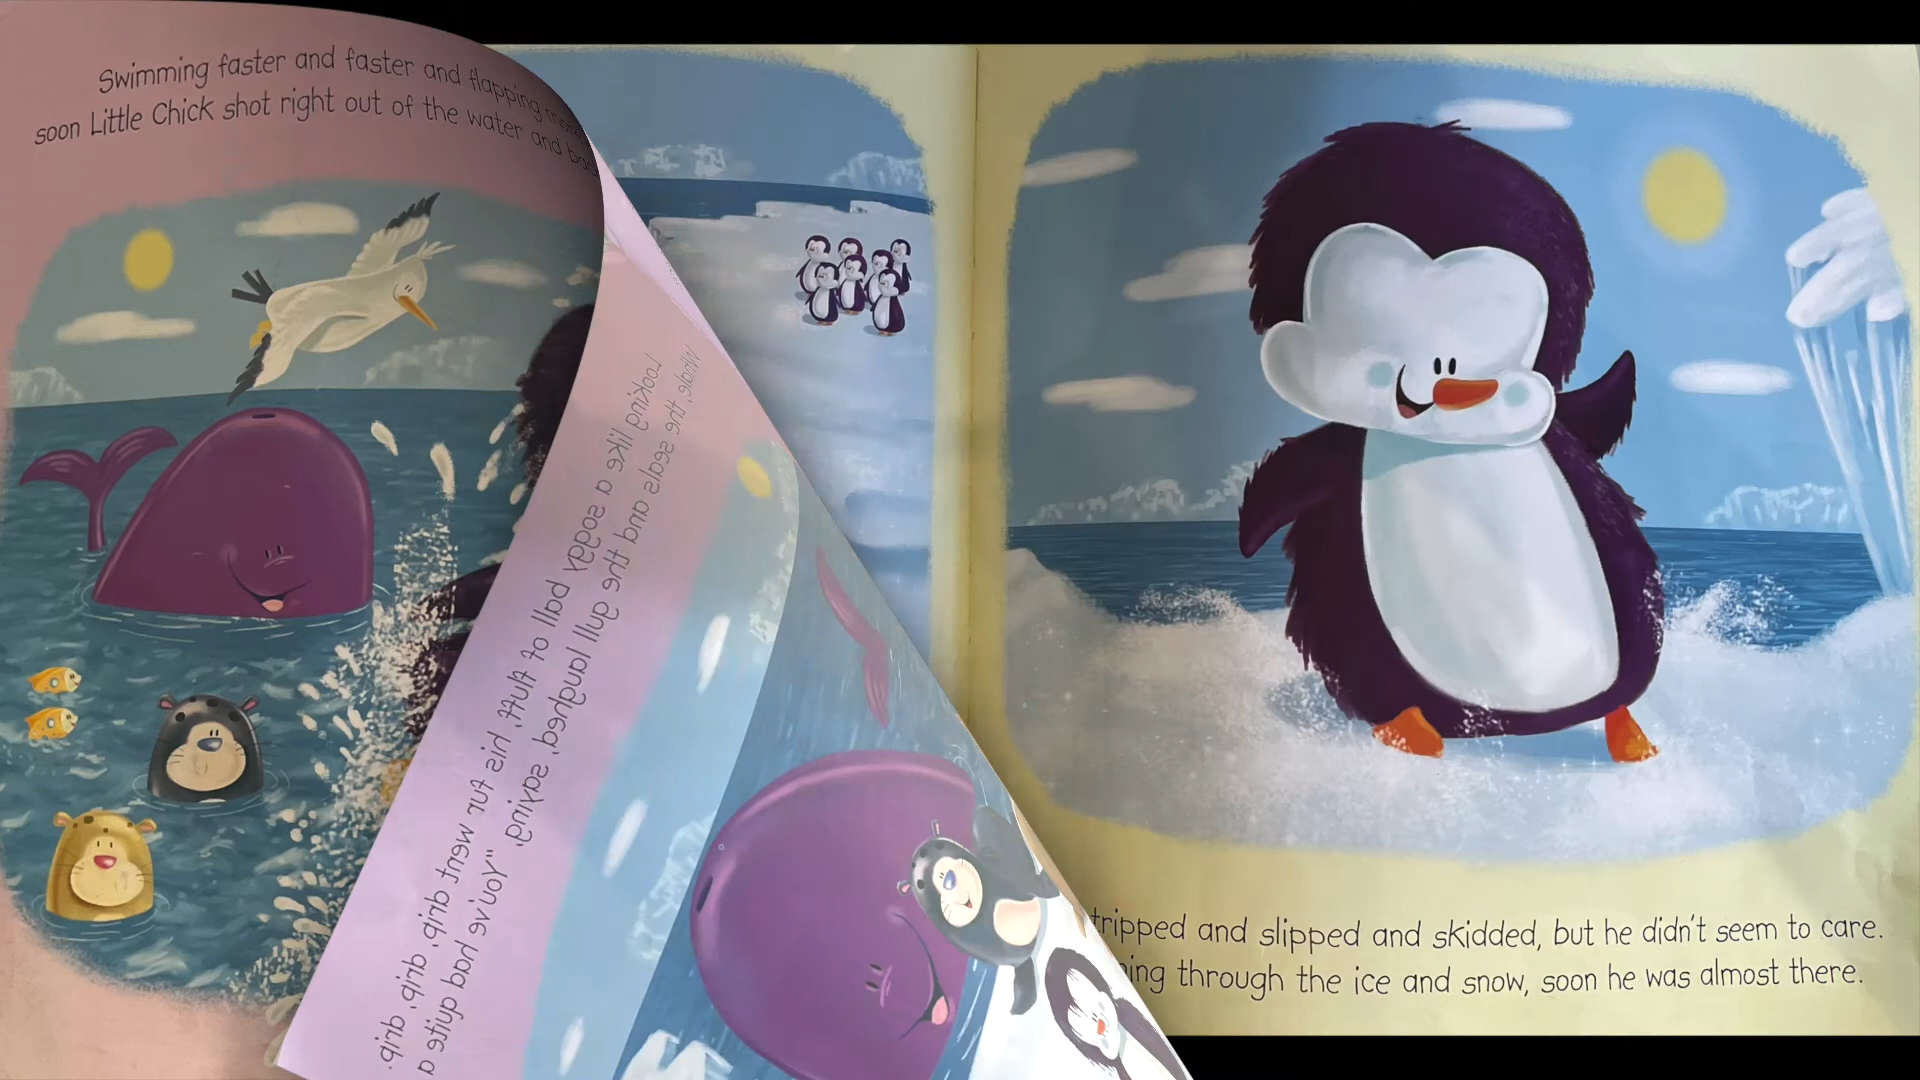 Swimming faster and faster and flapping
soon Little Chick shot right out of the water and
Whale, the seals and the gull laughed, saying,
Looking like a soggy ball of fluff, his fur went drip, drip, drip.
"You've had quite a
tripped and slipped and skidded, but he didn't seem to care.
through the ice and snow, soon he was almost there.